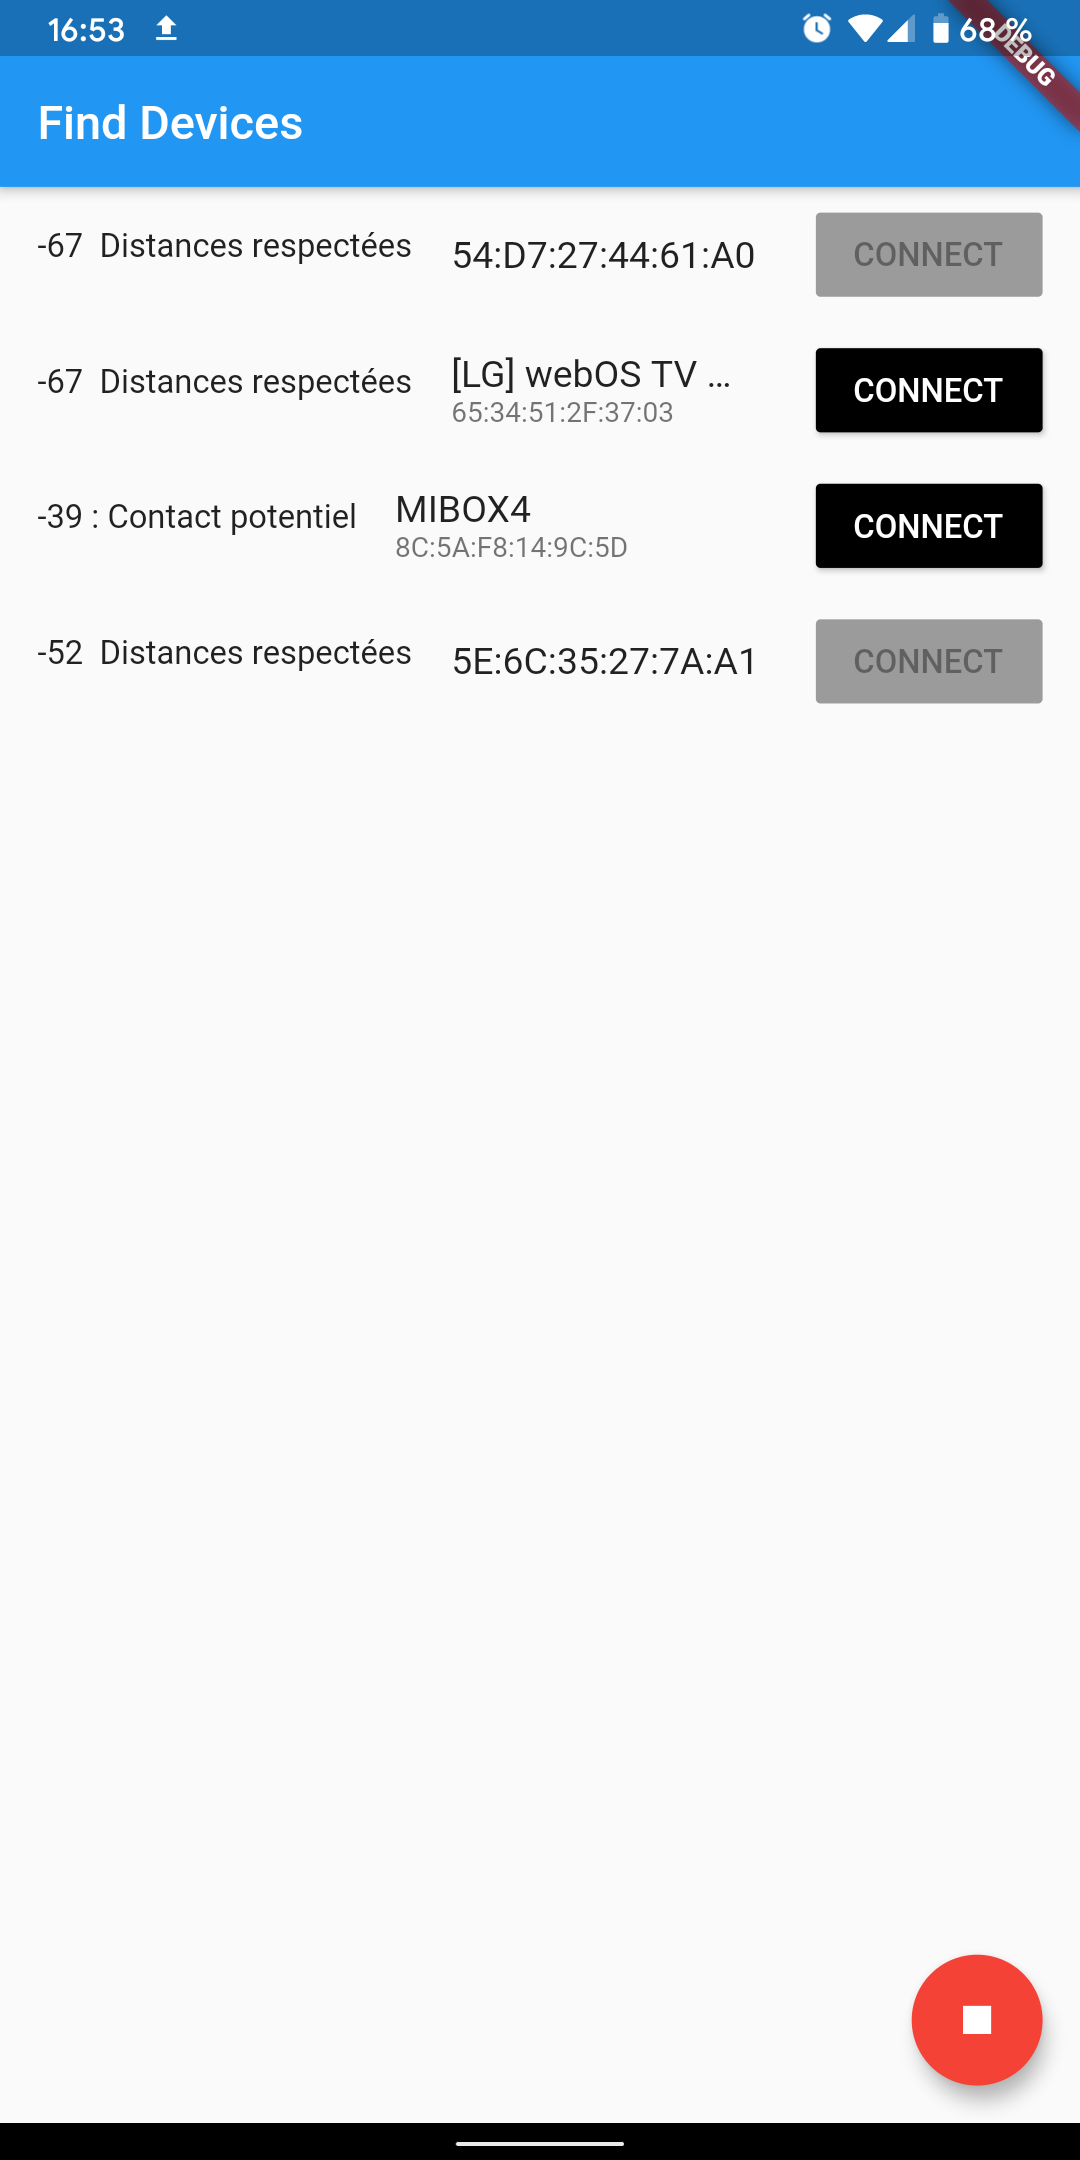 16:53 68 %
DEBUG
Find Devices
-67 Distances respectées 54:D7:27:44:61:A0 CONNECT
-67 Distances respectées [LG] webOS TV ... CONNECT
65:34:51:2F:37:03
-39 : Contact potentiel MIBOX4 CONNECT
8C:5A:F8:14:9C:5D
-52 Distances respectées 5E:6C:35:27:7A:A1 CONNECT